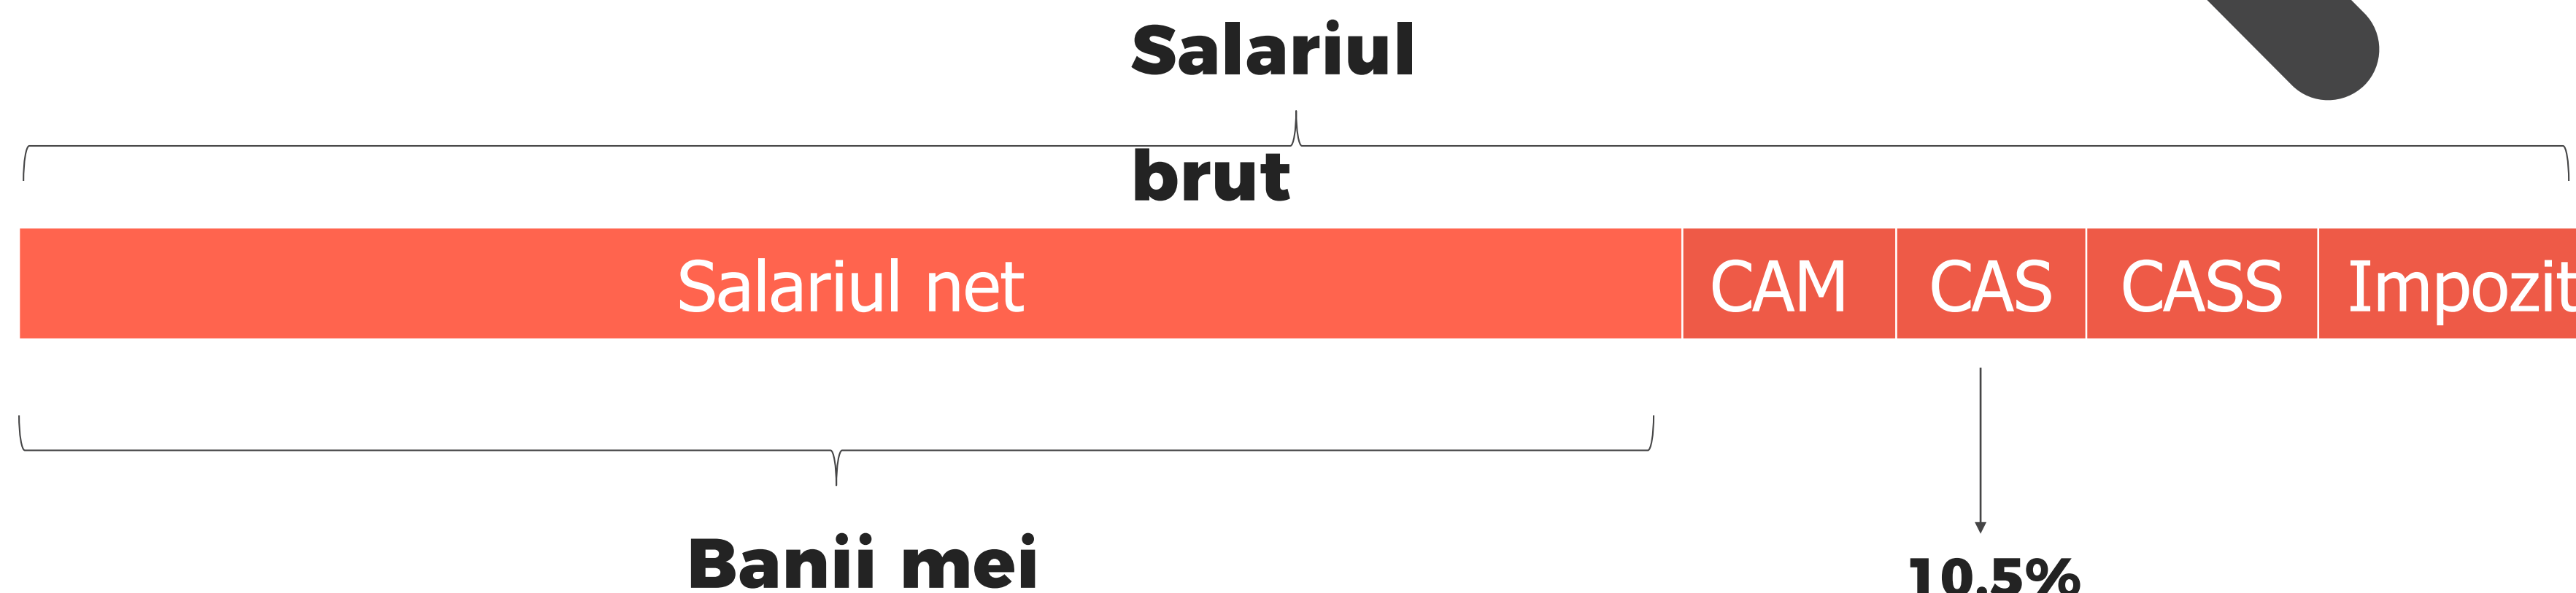 Salariul
brut
Salariul net
CAM
CAS
CASS
Impozit
Banii mei
10.5%